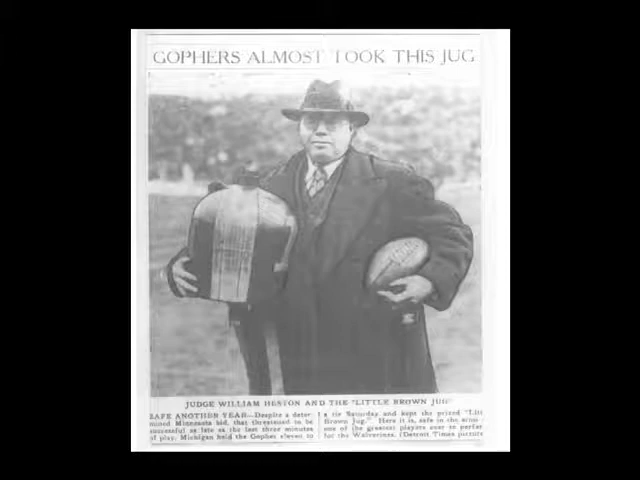 GOPHERS ALMOST TOOK THIS JUG
JUDGE WILLIAM HESTON AND THE "LITTLE BROWN JUG"
SAFE ANOTHER YEAR—Despite a deter-
mined Minnesota bid, that threatened to be
successful as late as the last three minutes
of play, Michigan held the Gopher eleven to
a tie Saturday and kept the prized "Litt
Brown Jug." Here it is, safe in the arms
one of the greatest players ever to perfor
for the Wolverines. (Detroit Times picture